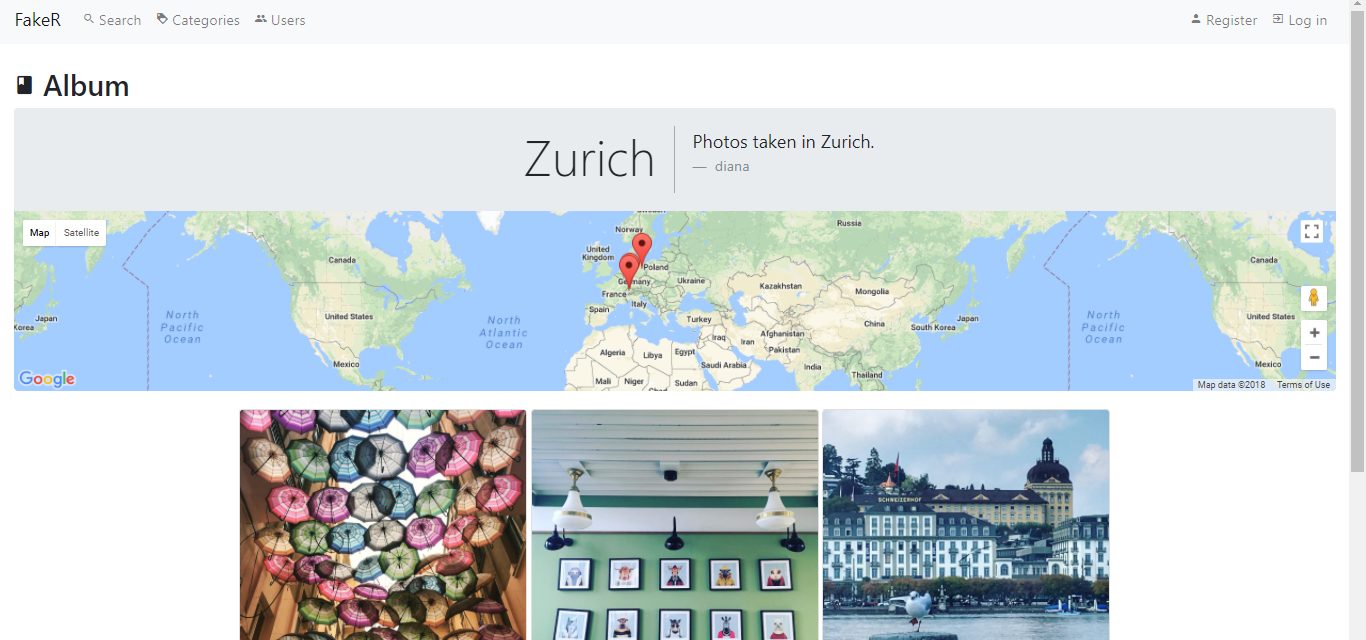 FakeR Search Categories Users Register Log in
Album
Zurich
Photos taken in Zurich.
— diana
Map Satellite
Norway
Russia
United
Kingdom
Canada
Canada
Poland
Germany
Ukraine
France
Kazakhstan
Mongolia
Italy
Spain
Japan
North
Pacific
Ocean
United States
North
Atlantic
Ocean
Turkey
China
South Korea
Japan
North
Pacific
Ocean
United States
Korea
Afghanistan
Iraq
Iran
Pakistan
Algeria
Libya
Egypt
Saudi Arabia
India
Mexico
Mexico
Thailand
Mali
Niger
Sudan
Google
Map data ©2018 Terms of Use
SCHWEIZERHOF